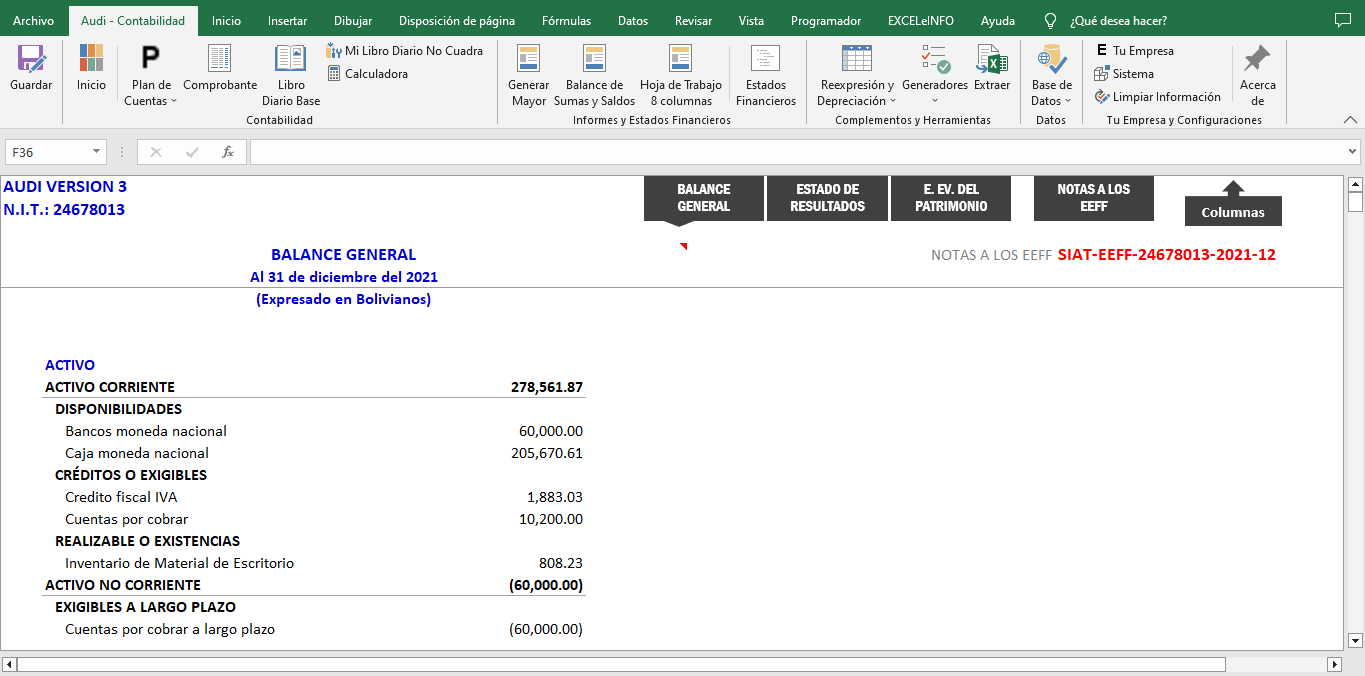 Archivo Audi - Contabilidad Inicio Insertar Dibujar Disposición de página Fórmulas Datos Revisar Vista Programador EXCELeINFO Ayuda ¿Qué desea hacer?
Guardar
Inicio
Plan de Cuentas
Comprobante
Libro Diario Base
Mi Libro Diario No Cuadra
Calculadora
Contabilidad
Generar Mayor
Balance de Sumas y Saldos
Hoja de Trabajo 8 columnas
Estados Financieros
Informes y Estados Financieros
Reexpresión y Depreciación
Generadores
Extraer
Complementos y Herramientas
Base de Datos
Datos
E Tu Empresa
Sistema
Limpiar Información
Acerca de
Tu Empresa y Configuraciones
F36 fx
AUDI VERSION 3
N.I.T.: 24678013
BALANCE GENERAL
ESTADO DE RESULTADOS
E. EV. DEL PATRIMONIO
NOTAS A LOS EEFF
Columnas
BALANCE GENERAL
NOTAS A LOS EEFF SIAT-EEFF-24678013-2021-12
Al 31 de diciembre del 2021
(Expresado en Bolivianos)
ACTIVO
ACTIVO CORRIENTE 278,561.87
DISPONIBILIDADES
Bancos moneda nacional 60,000.00
Caja moneda nacional 205,670.61
CRÉDITOS O EXIGIBLES
Credito fiscal IVA 1,883.03
Cuentas por cobrar 10,200.00
REALIZABLE O EXISTENCIAS
Inventario de Material de Escritorio 808.23
ACTIVO NO CORRIENTE (60,000.00)
EXIGIBLES A LARGO PLAZO
Cuentas por cobrar a largo plazo (60,000.00)